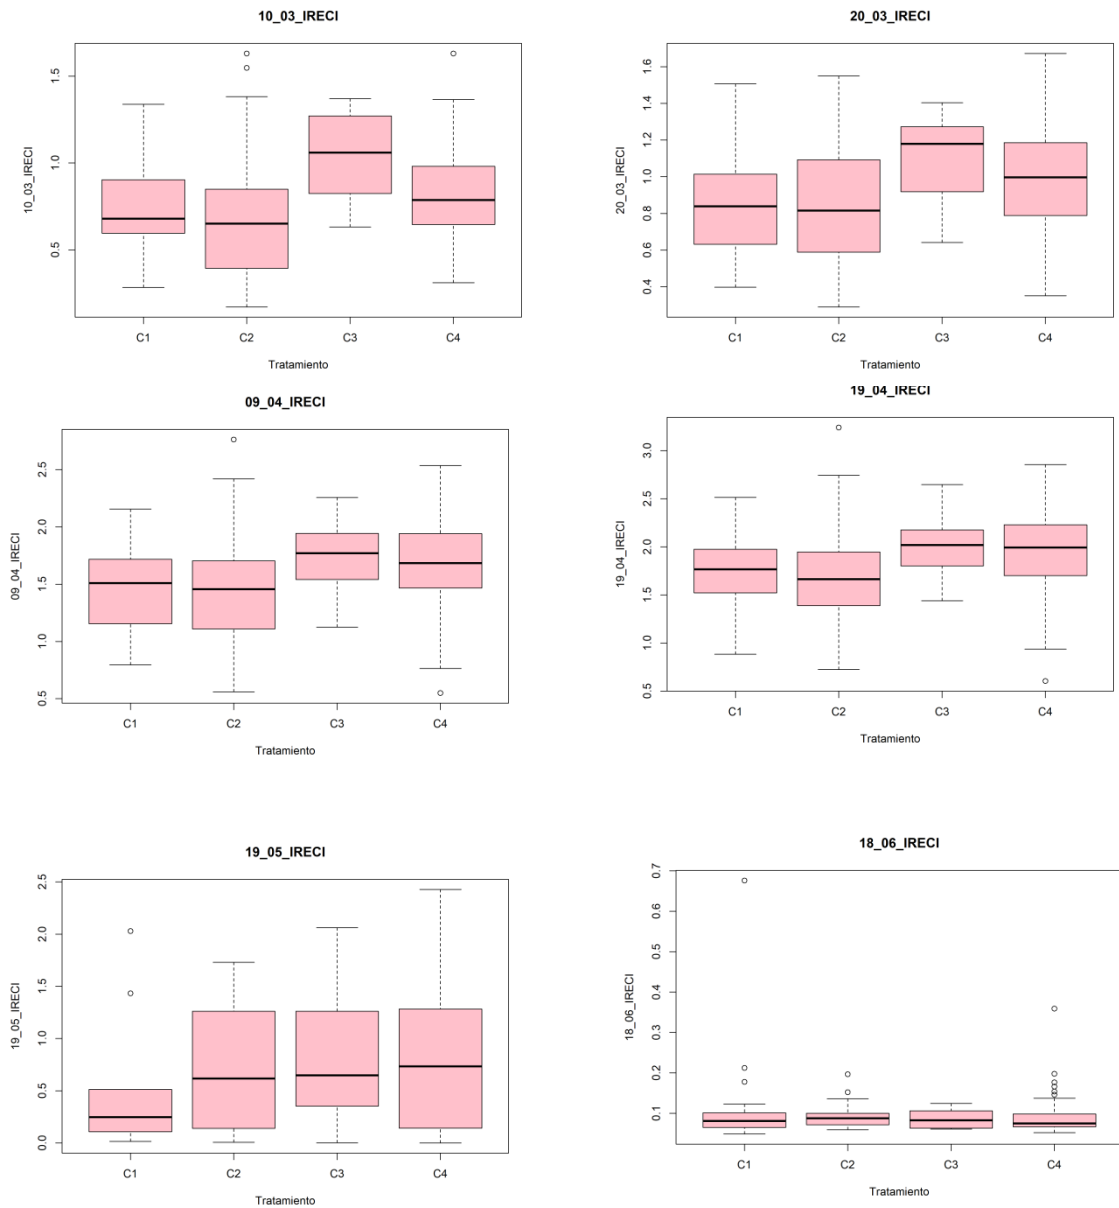 10_03_IRECI
1.5
1.0
0.5
10_03_IRECI
C1 C2 C3 C4
Tratamiento
20_03_IRECI
1.6
1.4
1.2
1.0
0.8
0.6
0.4
20_03_IRECI
C1 C2 C3 C4
Tratamiento
09_04_IRECI
2.5
2.0
1.5
1.0
0.5
09_04_IRECI
C1 C2 C3 C4
Tratamiento
19_04_IRECI
3.0
2.5
2.0
1.5
1.0
0.5
19_04_IRECI
C1 C2 C3 C4
Tratamiento
19_05_IRECI
2.5
2.0
1.5
1.0
0.5
0.0
19_05_IRECI
C1 C2 C3 C4
Tratamiento
18_06_IRECI
0.7
0.6
0.5
0.4
0.3
0.2
0.1
18_06_IRECI
C1 C2 C3 C4
Tratamiento